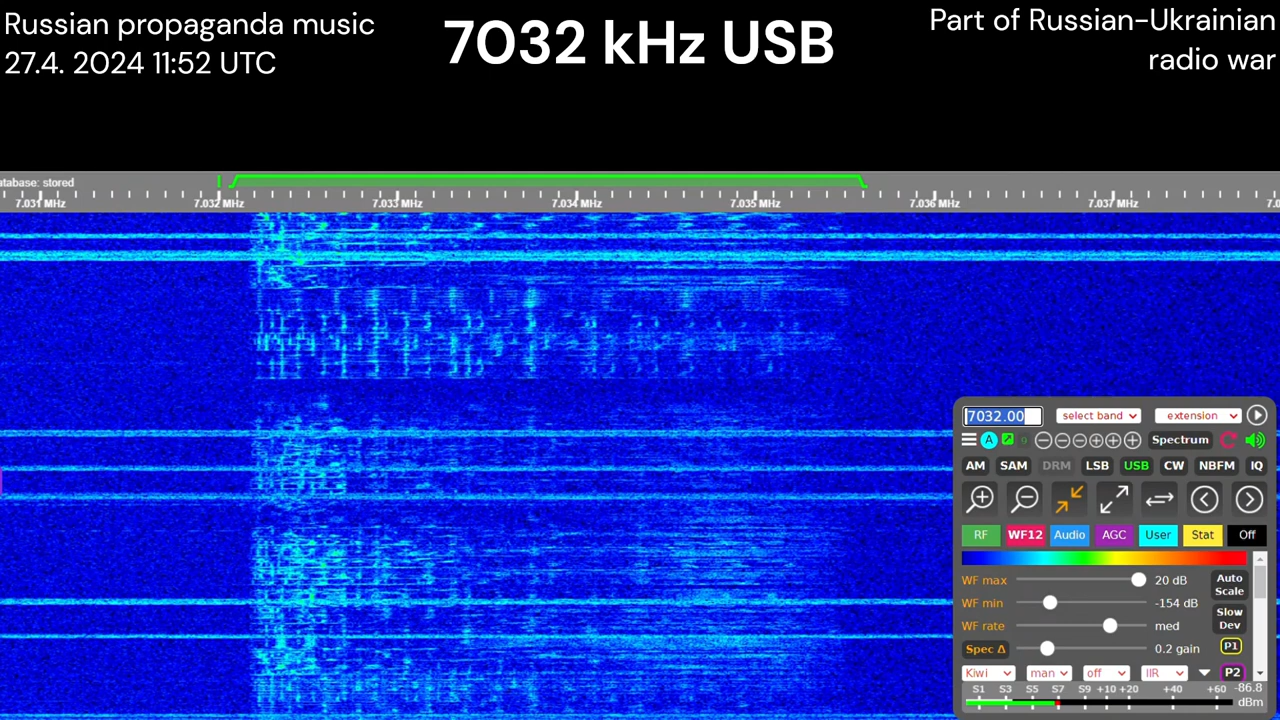 Russian propaganda music
27.4. 2024 11:52 UTC
7032 kHz USB
Part of Russian-Ukrainian
radio war
atabase: stored
7.031 MHz 7.032 MHz 7.033 MHz 7.034 MHz 7.035 MHz 7.036 MHz 7.037 MHz 7.0
7032.00 select band extension
A 9 Spectrum
AM SAM DRM LSB USB CW NBFM IQ
RF WF12 Audio AGC User Stat Off
WF max 20 dB Auto Scale
WF min -154 dB
WF rate med Slow Dev
Spec Δ 0.2 gain P1
Kiwi man off IIR P2
S1 S3 S5 S7 S9 +10 +20 +40 +60 -86.8
dBm